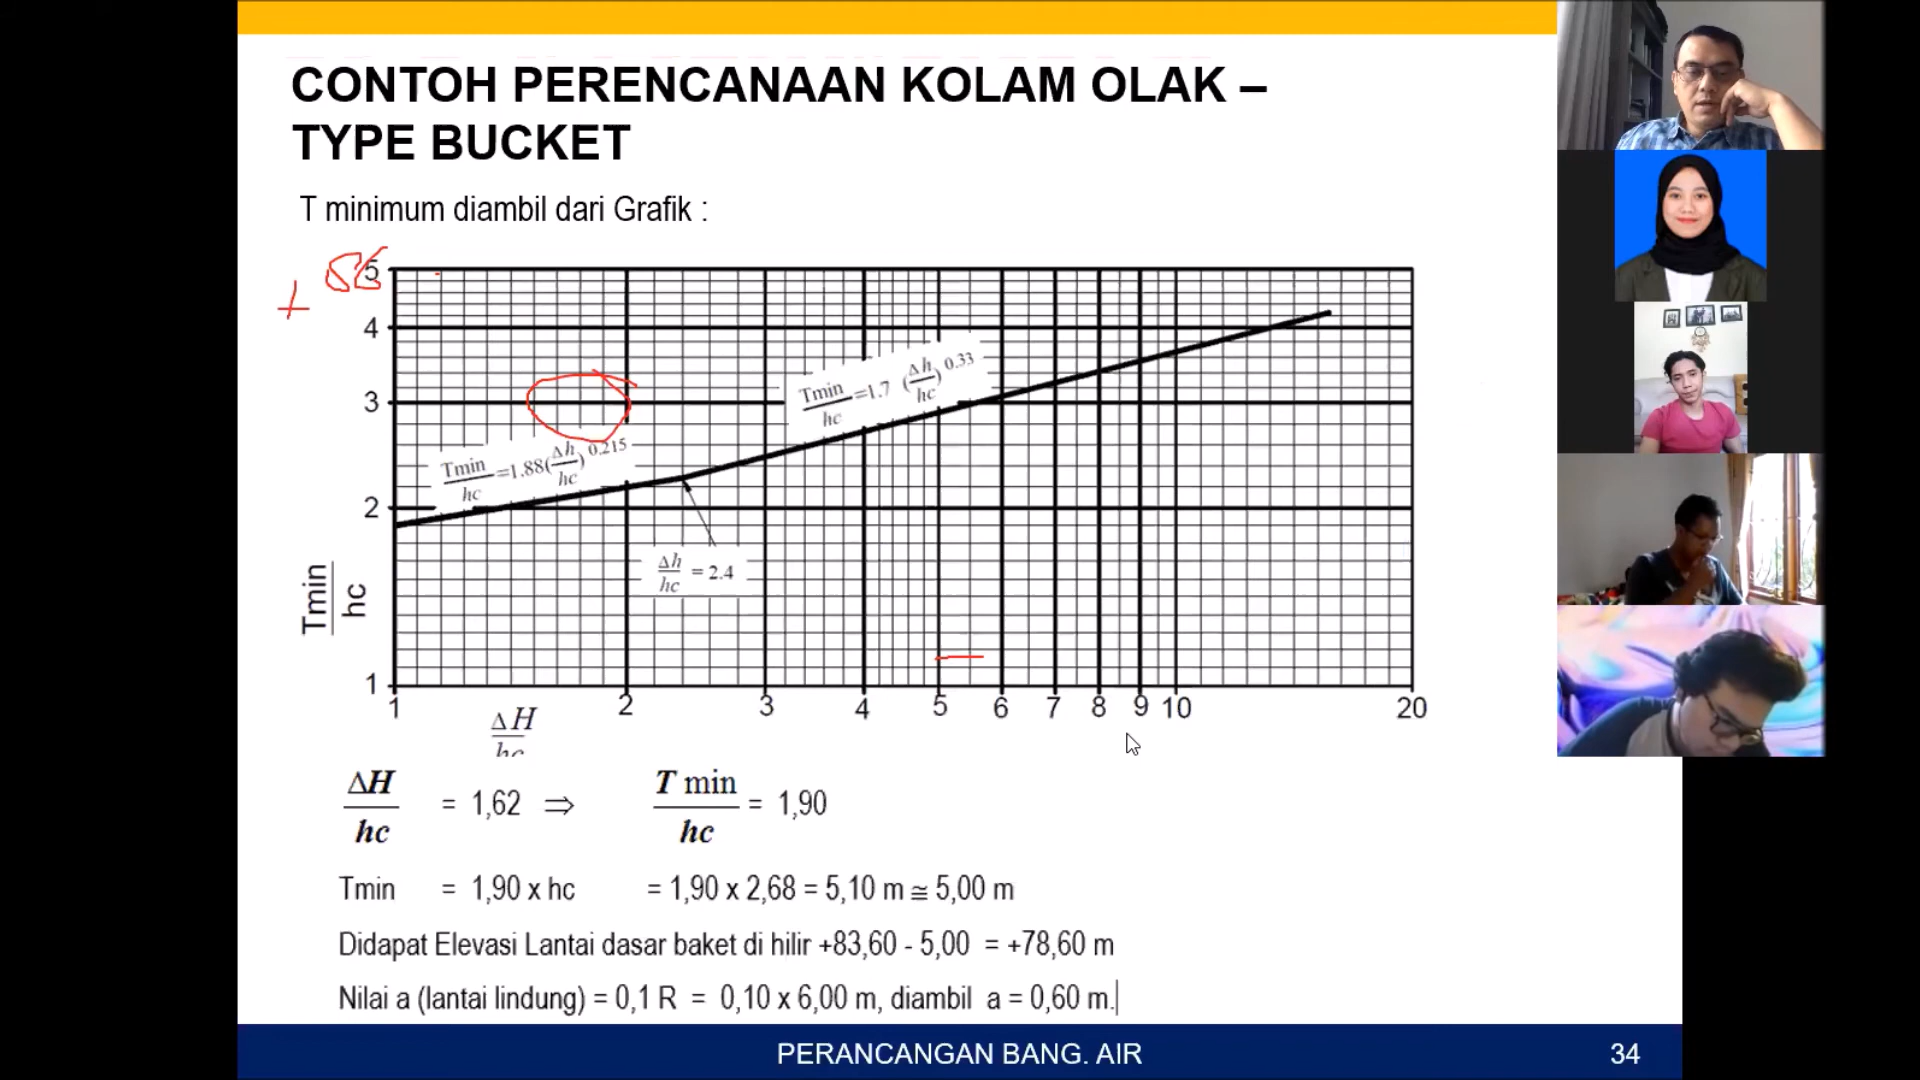 CONTOH PERENCANAAN KOLAM OLAK –
TYPE BUCKET
T minimum diambil dari Grafik :
+
5
4
3
2
1
Tmin
hc
Tmin/hc =1.88(Δh/hc)^0.215
Tmin/hc =1.7 (Δh/hc)^0.33
Δh/hc = 2.4
1 2 3 4 5 6 7 8 9 10 20
ΔH
hc
ΔH/hc = 1,62 ⇒ T min/hc = 1,90
Tmin = 1,90 x hc = 1,90 x 2,68 = 5,10 m ≅ 5,00 m
Didapat Elevasi Lantai dasar baket di hilir +83,60 - 5,00 = +78,60 m
Nilai a (lantai lindung) = 0,1 R = 0,10 x 6,00 m, diambil a = 0,60 m.
PERANCANGAN BANG. AIR
34